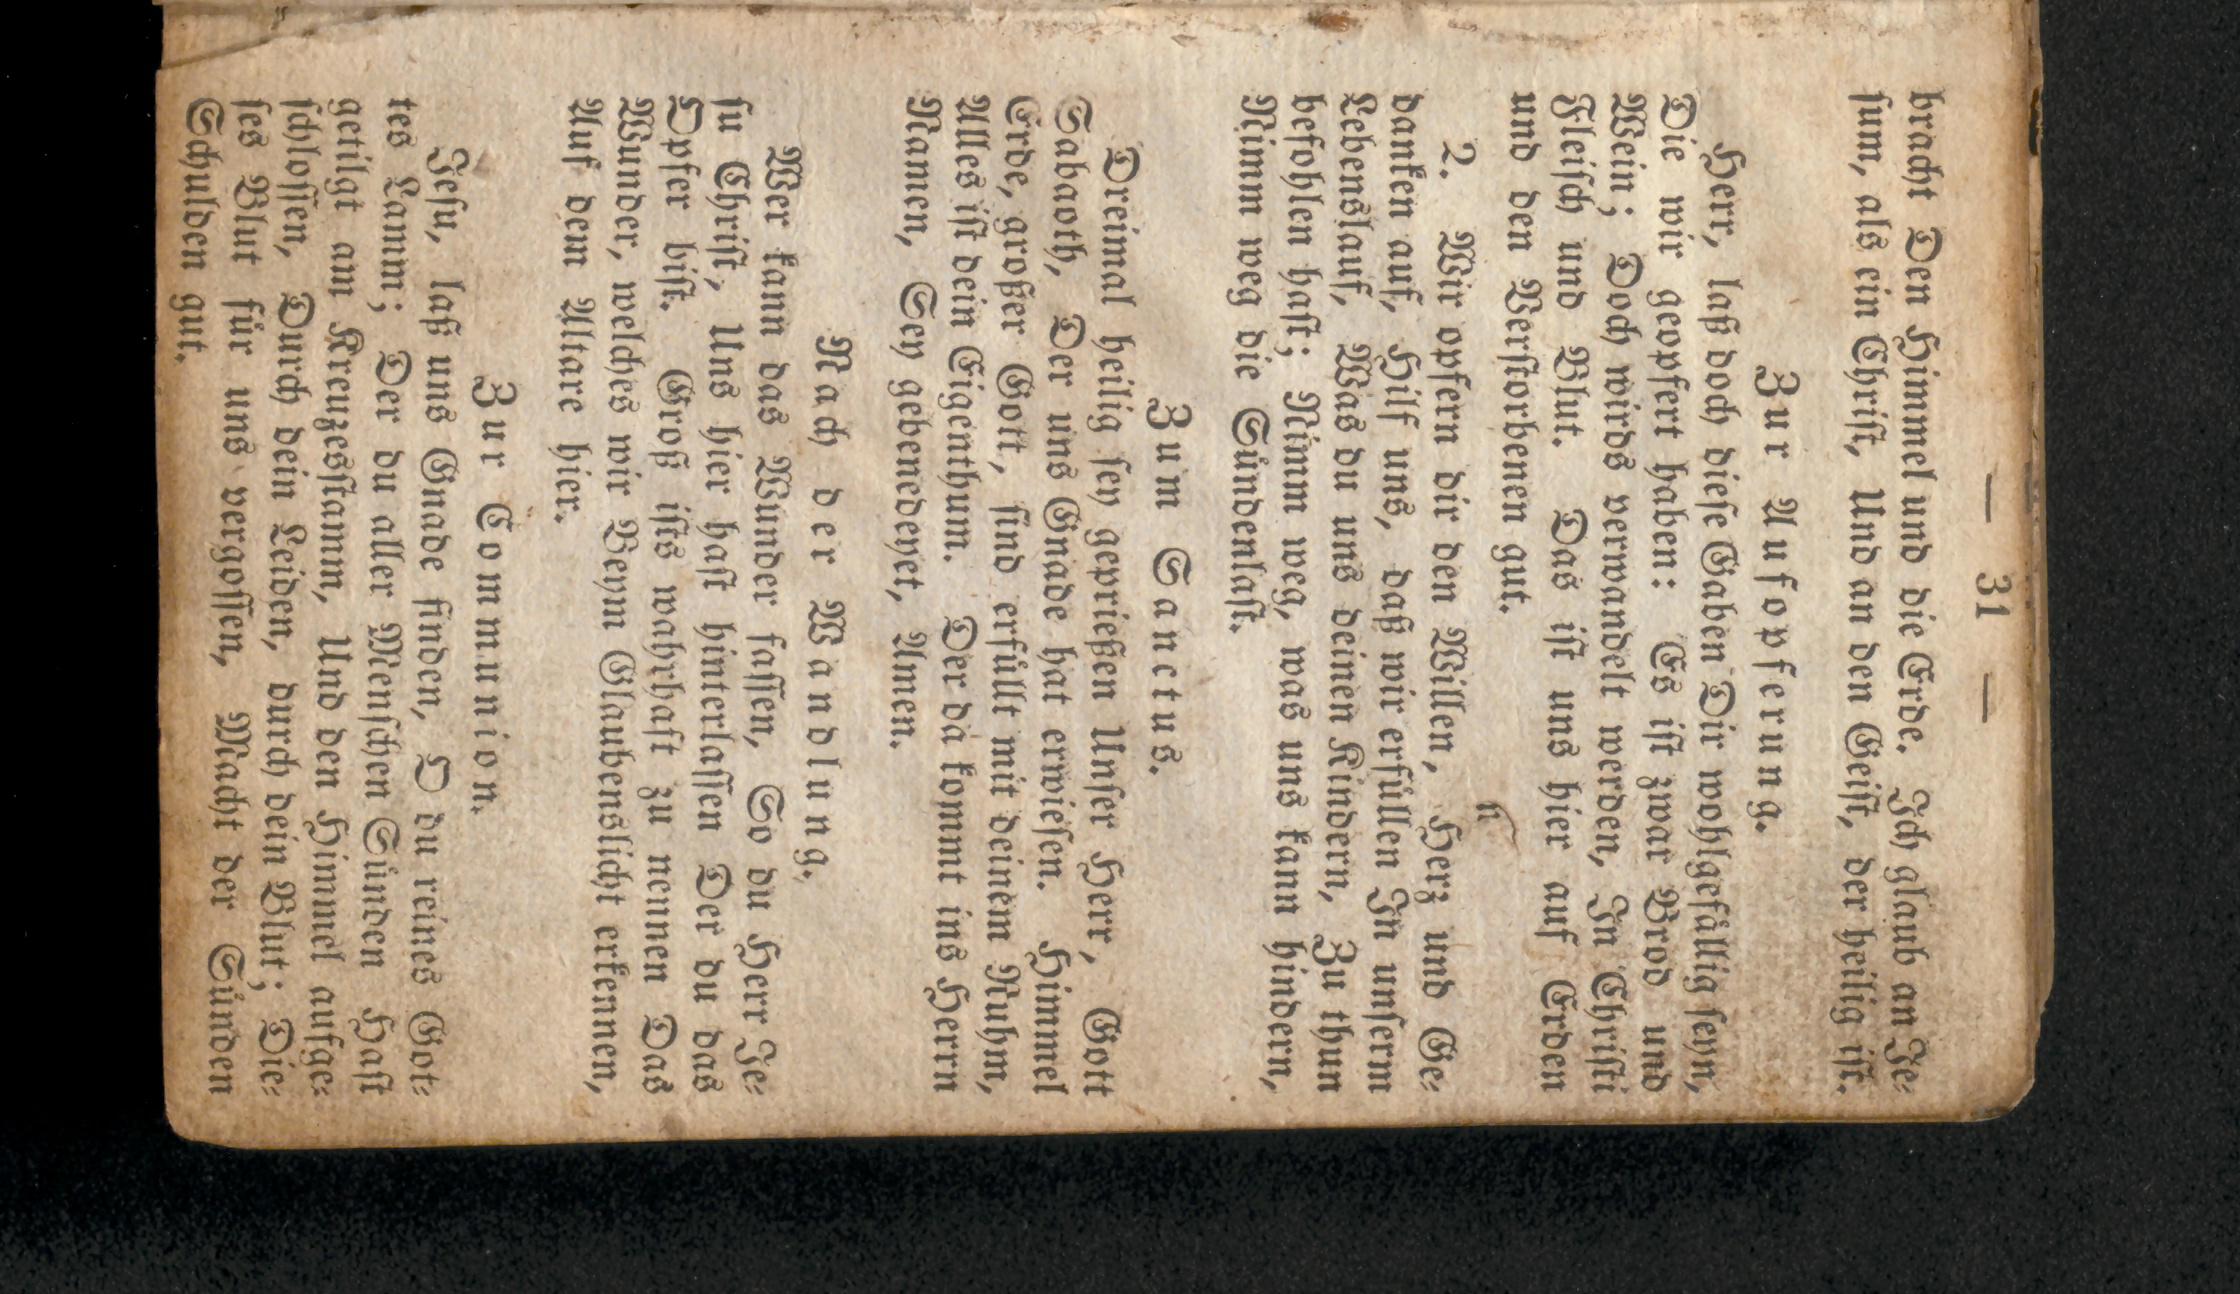 — 31 —
bracht Den Himmel und die Erde. Ich glaub an Je⸗
sum, als ein Christ, Und an den Geist, der heilig ist.
Zur Aufopferung.
Herr, laß doch diese Gaben Dir wohlgefällig seyn,
Die wir geopfert haben: Es ist zwar Brod und
Wein; Doch wirds verwandelt werden, In Christi
Fleisch und Blut. Das ist uns hier auf Erden
und den Verstorbenen gut.
2. Wir opfern dir den Willen, Herz und Ge⸗
danken auf, Hilf uns, daß wir erfüllen In unserm
Lebenslauf, Was du uns deinen Kindern, Zu thun
befohlen hast; Nimm weg, was uns kann hindern,
Nimm weg die Sündenlast.
Zum Sanctus.
Dreimal heilig sey geprießen Unser Herr, Gott
Sabaoth, Der uns Gnade hat erwiesen. Himmel
Erde, großer Gott, sind erfüllt mit deinem Ruhm,
Alles ist dein Eigenthum. Der da kommt ins Herrn
Namen, Sey gebenedeyet, Amen.
Nach der Wandlung.
Wer kann das Wunder fassen, So du Herr Je⸗
su Christ, Uns hier hast hinterlassen Der du das
Opfer bist. Groß ists wahrhaft zu nennen Das
Wunder, welches wir Beym Glaubenslicht erkennen,
Auf dem Altare hier.
Zur Communion.
Jesu, laß uns Gnade finden, O du reines Got⸗
tes Lamm; Der du aller Menschen Sünden Hast
getilgt am Kreuzesstamm, Und den Himmel aufge⸗
schlossen, Durch dein Leiden, durch dein Blut; Die⸗
ses Blut für uns vergossen, Macht der Sünden
Schulden gut.